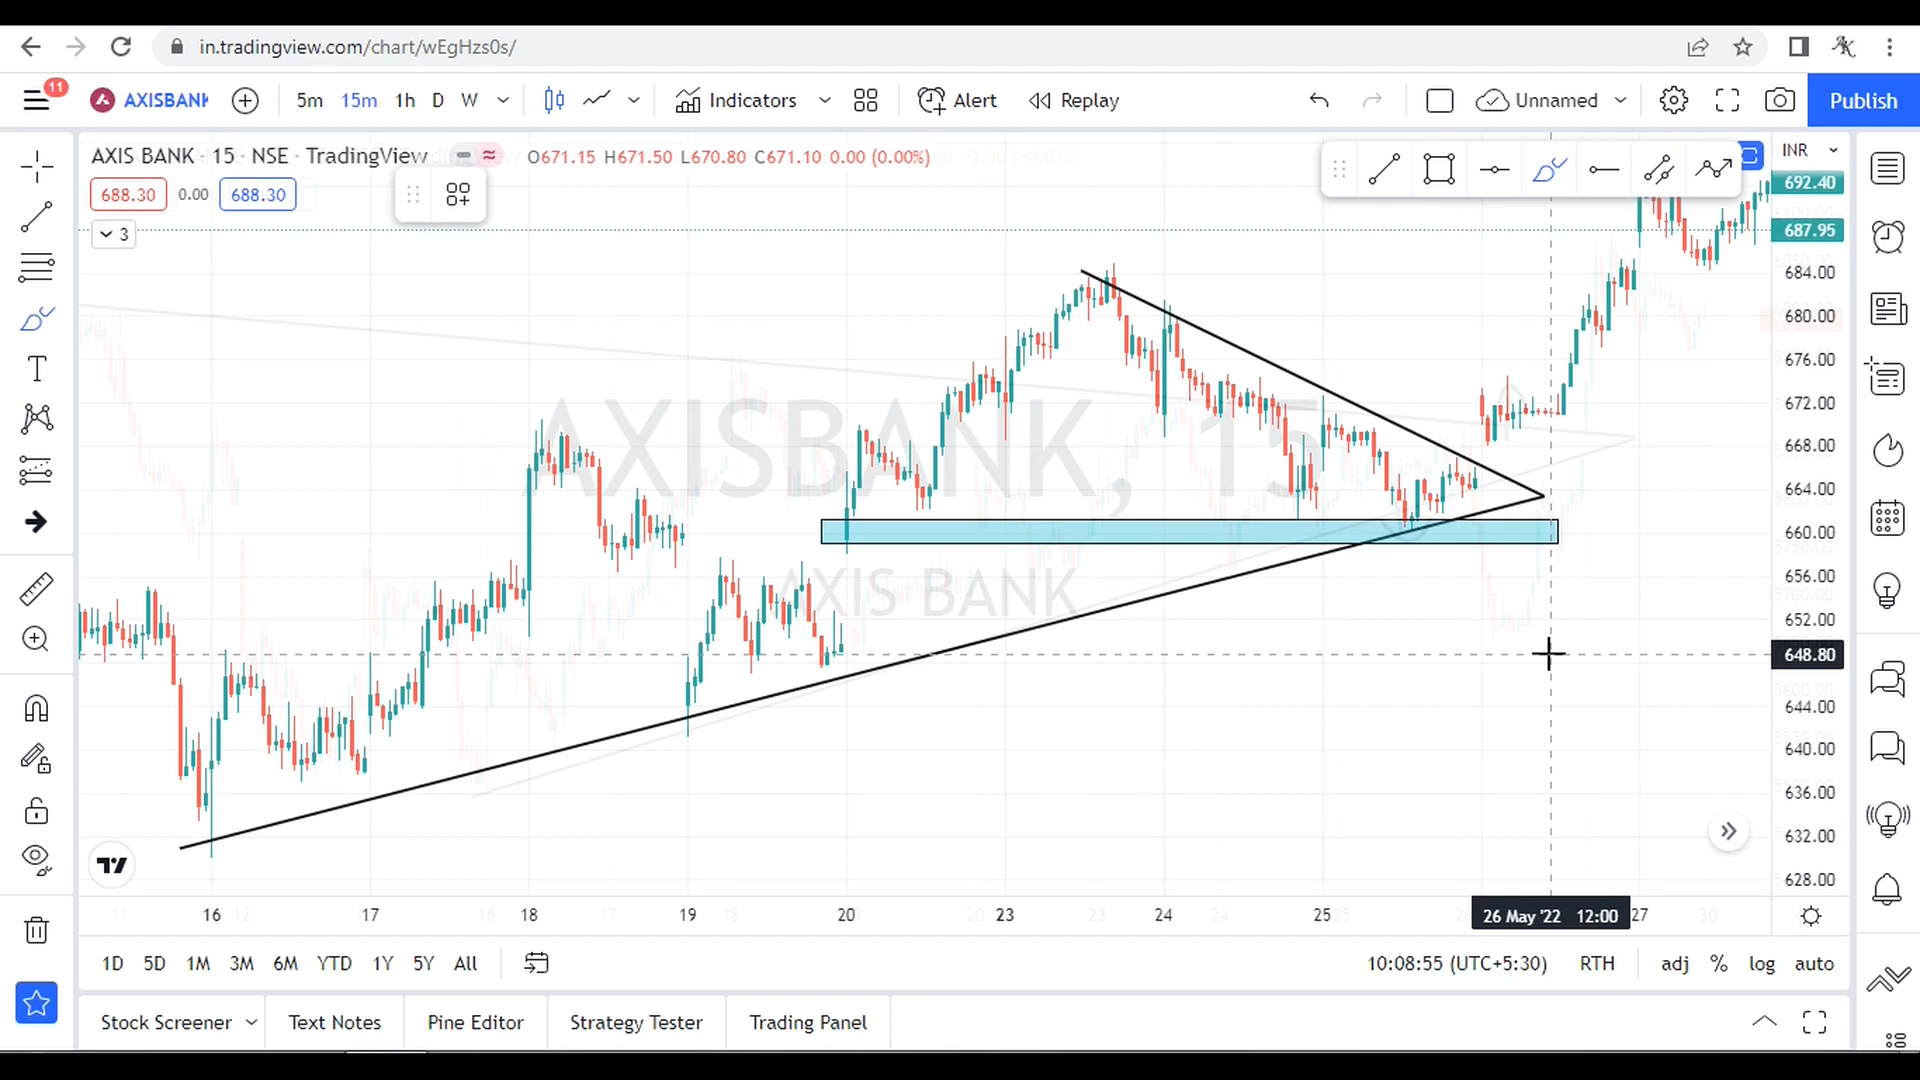 in.tradingview.com/chart/wEgHzs0s/
11
AXISBANK
5m 15m 1h D W
Indicators
Alert
Replay
Unnamed
Publish
AXIS BANK · 15 · NSE · TradingView
O671.15 H671.50 L670.80 C671.10 0.00 (0.00%)
INR
688.30 0.00 688.30
3
692.40
687.95
684.00
680.00
676.00
672.00
668.00
664.00
660.00
656.00
652.00
648.80
644.00
640.00
636.00
632.00
628.00
AXISBANK, 15
AXIS BANK
16 17 18 19 20 23 24 25 26 May '22 12:00 27
1D 5D 1M 3M 6M YTD 1Y 5Y All
10:08:55 (UTC+5:30) RTH adj % log auto
Stock Screener Text Notes Pine Editor Strategy Tester Trading Panel